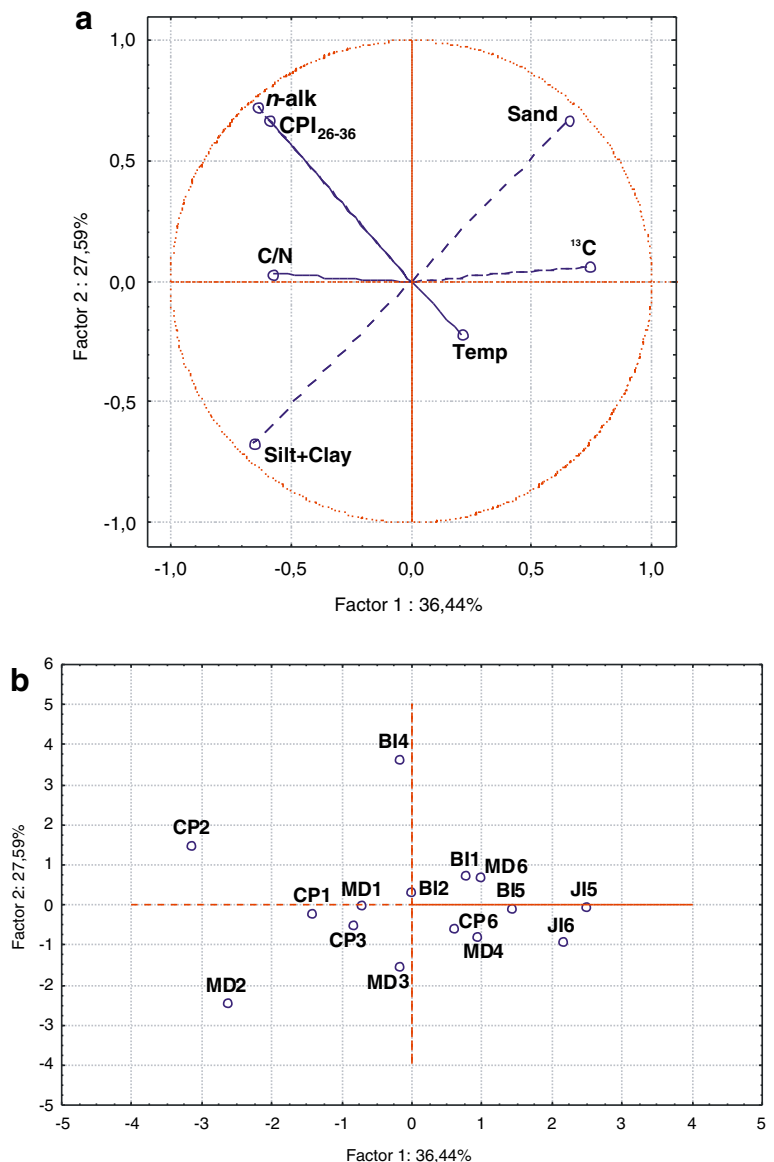 a
1,0
0,5
0,0
-0,5
-1,0
Factor 2 : 27,59%
n-alk
CPI26-36
Sand
C/N
13C
Temp
Silt+Clay
-1,0 -0,5 0,0 0,5 1,0
Factor 1 : 36,44%
b
6
5
4
3
2
1
0
-1
-2
-3
-4
-5
Factor 2: 27,59%
BI4
CP2
BI1 MD6
CP1 MD1 BI2 BI5 JI5
CP3 CP6 JI6
MD4
MD2 MD3
-5 -4 -3 -2 -1 0 1 2 3 4 5
Factor 1: 36,44%